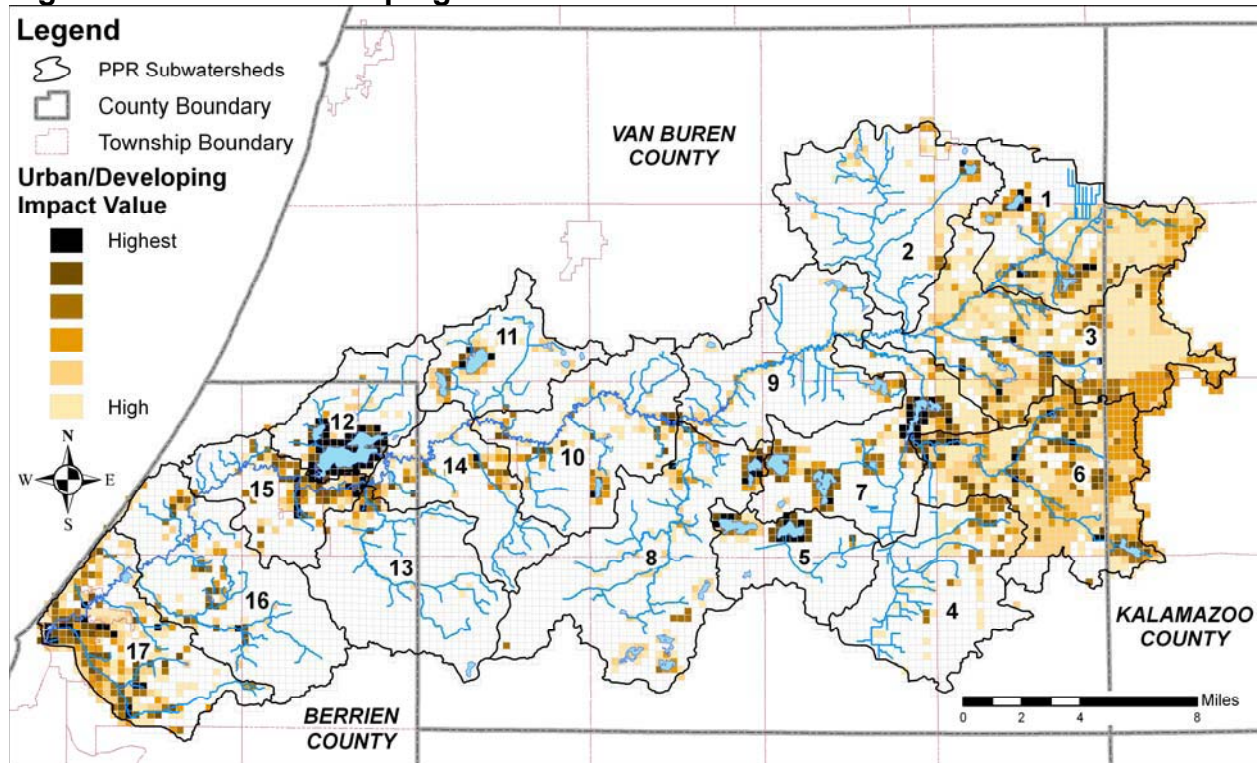 Legend
PPR Subwatersheds
County Boundary
Township Boundary
Urban/Developing
Impact Value
Highest
High
N
W
E
S
VAN BUREN
COUNTY
1
2
3
11
9
12
14
10
15
7
6
8
5
13
16
4
17
KALAMAZOO
COUNTY
BERRIEN
COUNTY
Miles
0
2
4
8